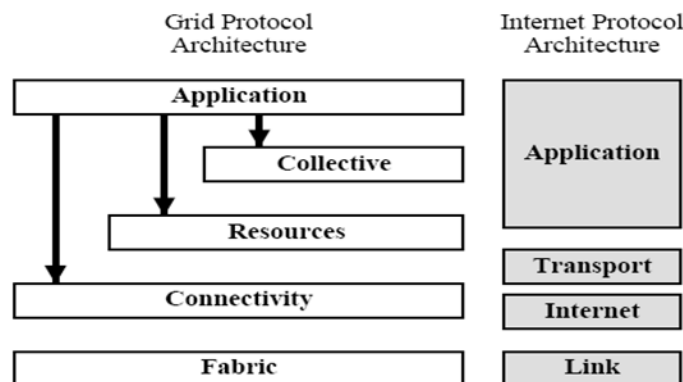 Grid Protocol
Architecture
Internet Protocol
Architecture
Application
Collective
Resources
Connectivity
Fabric
Application
Transport
Internet
Link